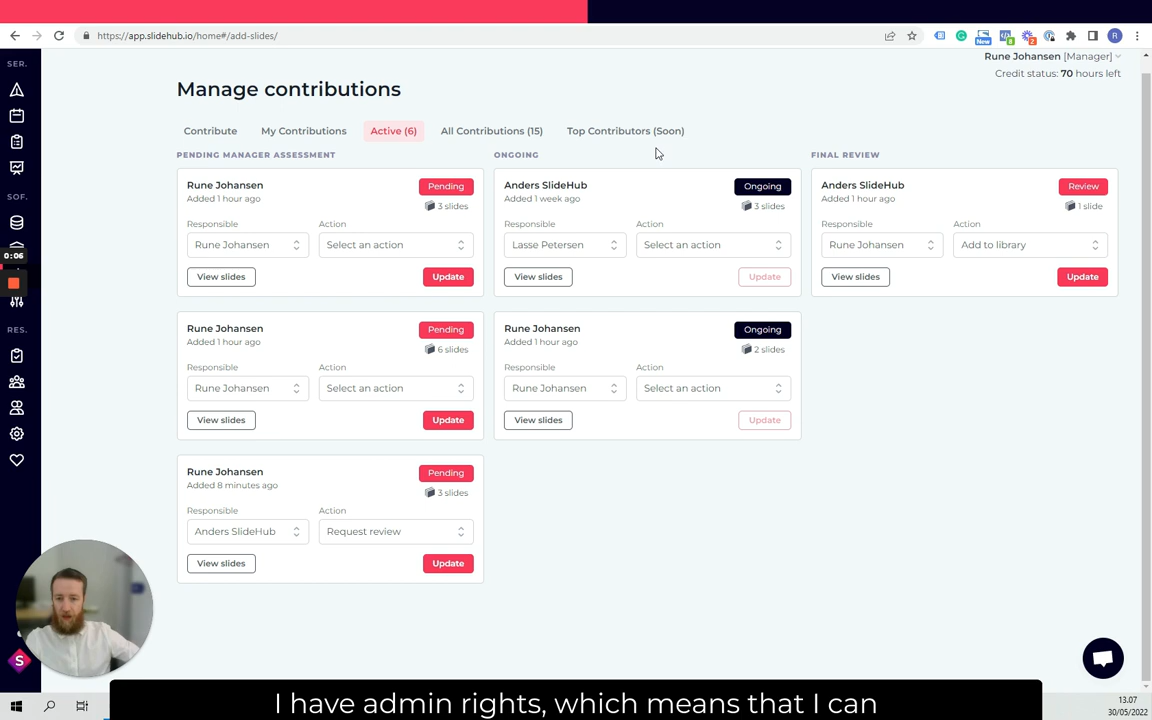 https://app.slidehub.io/home#/add-slides/
New
8
2
R
SER.
SOF.
RES.
0:06
Rune Johansen [Manager]
Credit status: 70 hours left
Manage contributions
Contribute
My Contributions
Active (6)
All Contributions (15)
Top Contributors (Soon)
PENDING MANAGER ASSESSMENT
Rune Johansen
Pending
Added 1 hour ago
3 slides
Responsible
Action
Rune Johansen
Select an action
View slides
Update
Rune Johansen
Pending
Added 1 hour ago
6 slides
Responsible
Action
Rune Johansen
Select an action
View slides
Update
Rune Johansen
Pending
Added 8 minutes ago
3 slides
Responsible
Action
Anders SlideHub
Request review
View slides
Update
ONGOING
Anders SlideHub
Ongoing
Added 1 week ago
3 slides
Responsible
Action
Lasse Petersen
Select an action
View slides
Update
Rune Johansen
Ongoing
Added 1 hour ago
2 slides
Responsible
Action
Rune Johansen
Select an action
View slides
Update
FINAL REVIEW
Anders SlideHub
Review
Added 1 hour ago
1 slide
Responsible
Action
Rune Johansen
Add to library
View slides
Update
S
I have admin rights, which means that I can
13.07
30/05/2022